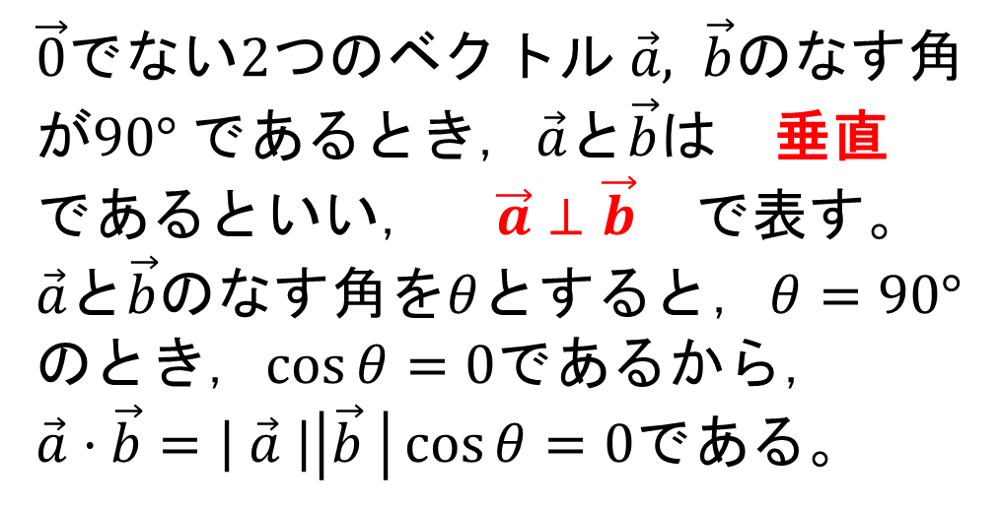 $\vec{0}$でない2つのベクトル $\vec{a}$, $\vec{b}$のなす角
が90° であるとき, $\vec{a}$と$\vec{b}$は 垂直
であるといい, $\vec{a} \perp \vec{b}$ で表す。
$\vec{a}$と$\vec{b}$のなす角を$\theta$とすると, $\theta = 90°$
のとき, $\cos\theta = 0$であるから,
$\vec{a} \cdot \vec{b} = |\vec{a}||\vec{b}|\cos\theta = 0$である。